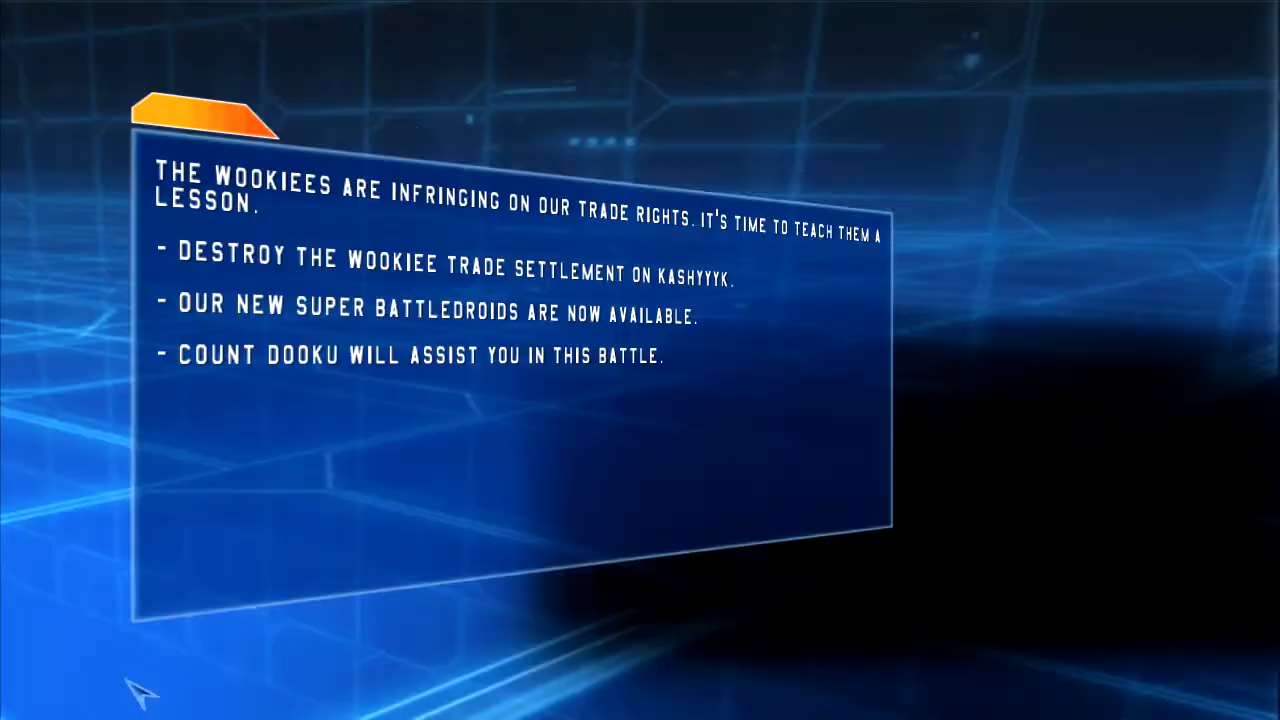 THE WOOKIEES ARE INFRINGING ON OUR TRADE RIGHTS. IT'S TIME TO TEACH THEM A
LESSON.
- DESTROY THE WOOKIEE TRADE SETTLEMENT ON KASHYYYK.
- OUR NEW SUPER BATTLEDROIDS ARE NOW AVAILABLE.
- COUNT DOOKU WILL ASSIST YOU IN THIS BATTLE.